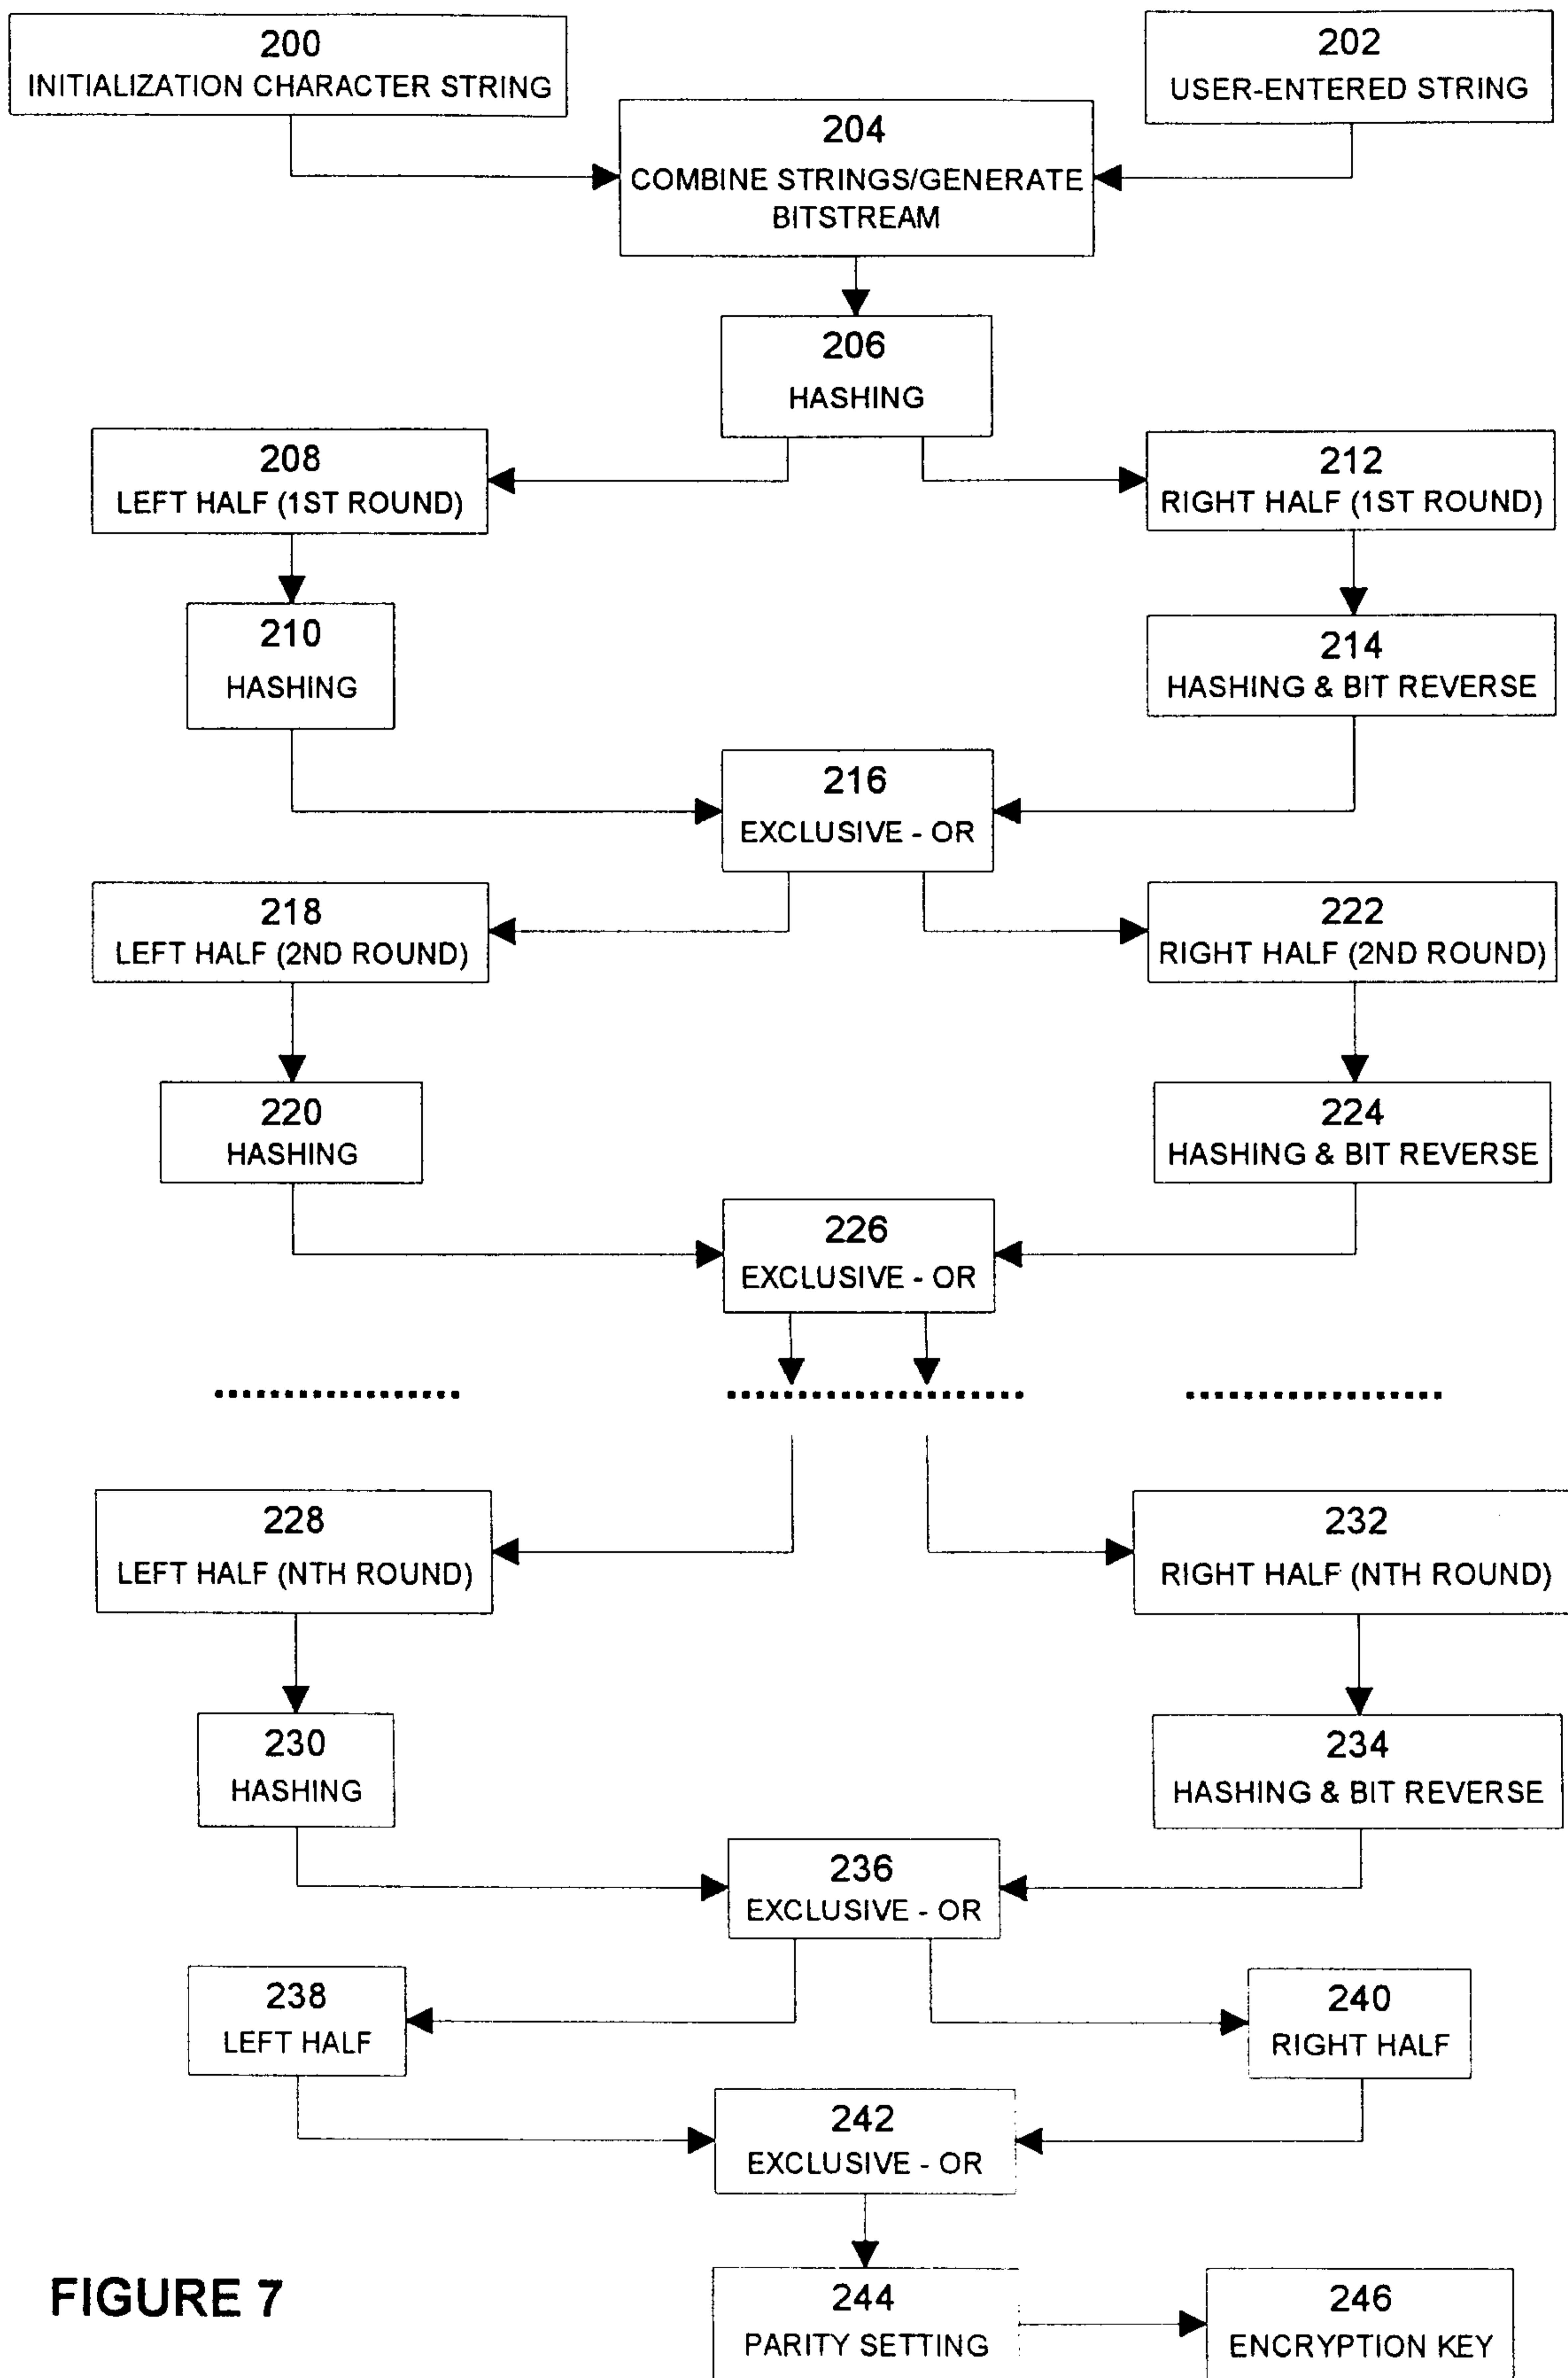 200
INITIALIZATION CHARACTER STRING
202
USER-ENTERED STRING
204
COMBINE STRINGS/GENERATE
BITSTREAM
206
HASHING
208
LEFT HALF (1ST ROUND)
212
RIGHT HALF (1ST ROUND)
210
HASHING
214
HASHING & BIT REVERSE
216
EXCLUSIVE - OR
218
LEFT HALF (2ND ROUND)
222
RIGHT HALF (2ND ROUND)
220
HASHING
224
HASHING & BIT REVERSE
226
EXCLUSIVE - OR
228
LEFT HALF (NTH ROUND)
232
RIGHT HALF (NTH ROUND)
230
HASHING
234
HASHING & BIT REVERSE
236
EXCLUSIVE - OR
238
LEFT HALF
240
RIGHT HALF
242
EXCLUSIVE - OR
244
PARITY SETTING
246
ENCRYPTION KEY
FIGURE 7